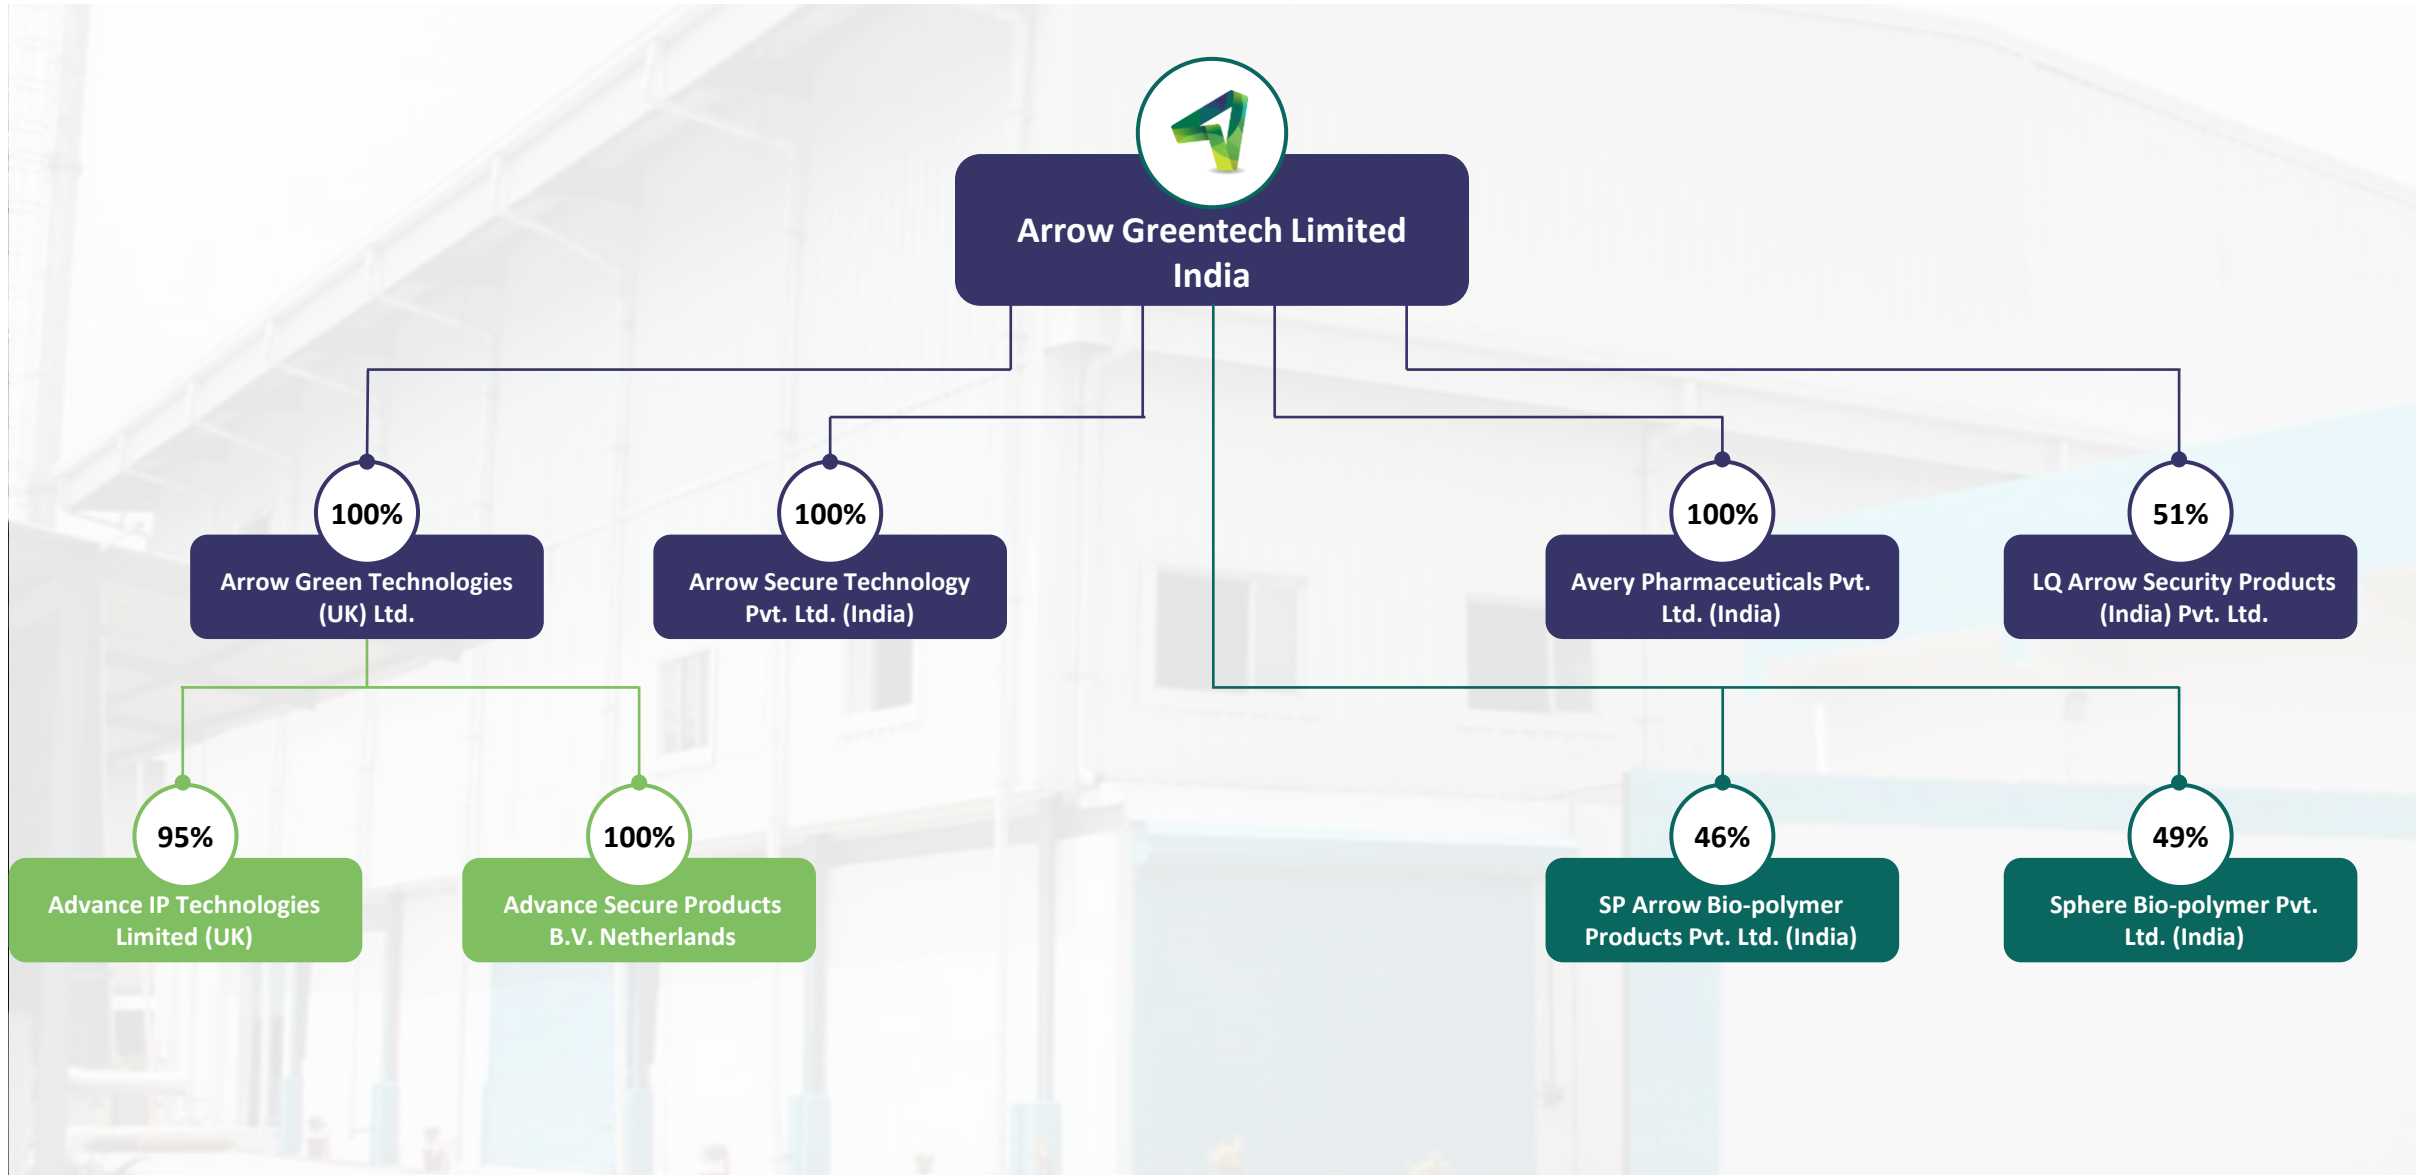 Arrow Greentech Limited
India
100%
Arrow Green Technologies
(UK) Ltd.
100%
Arrow Secure Technology
Pvt. Ltd. (India)
100%
Avery Pharmaceuticals Pvt.
Ltd. (India)
51%
LQ Arrow Security Products
(India) Pvt. Ltd.
95%
Advance IP Technologies
Limited (UK)
100%
Advance Secure Products
B.V. Netherlands
46%
SP Arrow Bio-polymer
Products Pvt. Ltd. (India)
49%
Sphere Bio-polymer Pvt.
Ltd. (India)